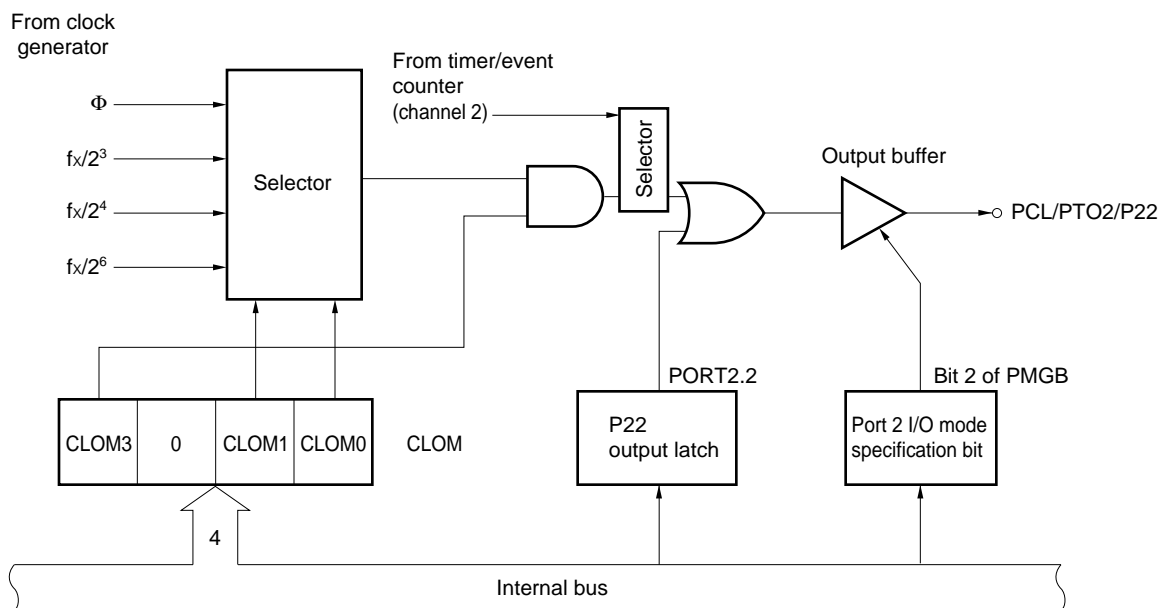 From clock
generator
Φ
fx/2³
fx/2⁴
fx/2⁶
Selector
From timer/event
counter
(channel 2)
Selector
Output buffer
PCL/PTO2/P22
PORT2.2
Bit 2 of PMGB
CLOM3
0
CLOM1
CLOM0
CLOM
P22
output latch
Port 2 I/O mode
specification bit
4
Internal bus